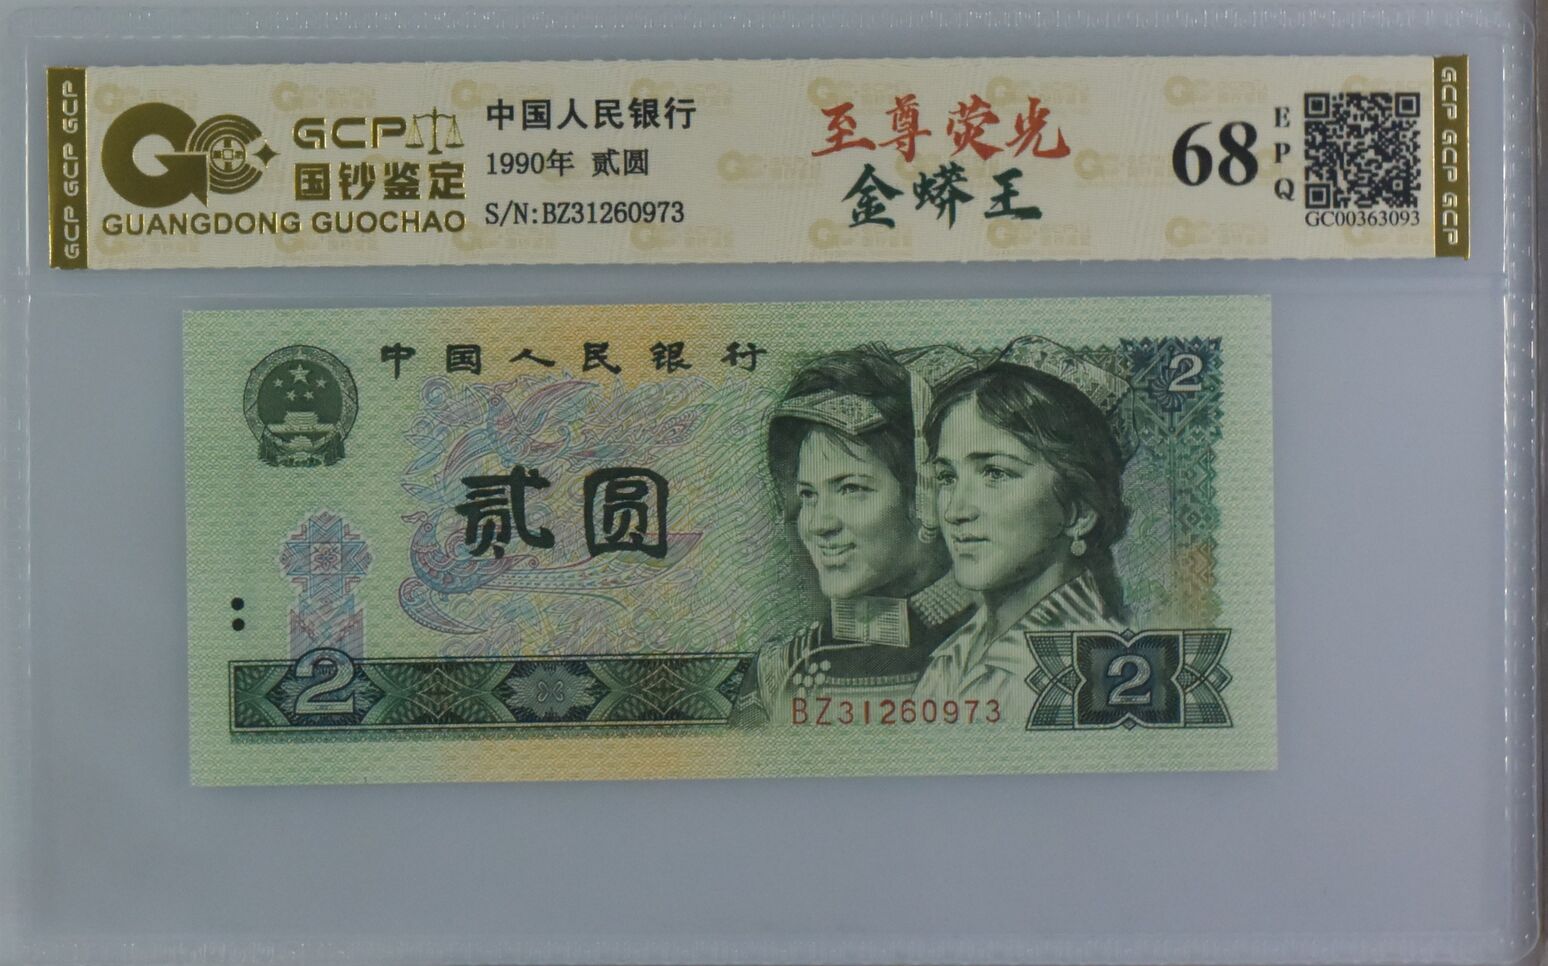 GCP GCP GCP
GCP
国钞鉴定
GUANGDONG GUOCHAO
中国人民银行
1990年 贰圆
S/N:BZ31260973
至尊荧光
金蟒王
68
EPQ
GC00363093
GCP GCP GCP
中国人民银行
2
贰圆
2
BZ31260973
2